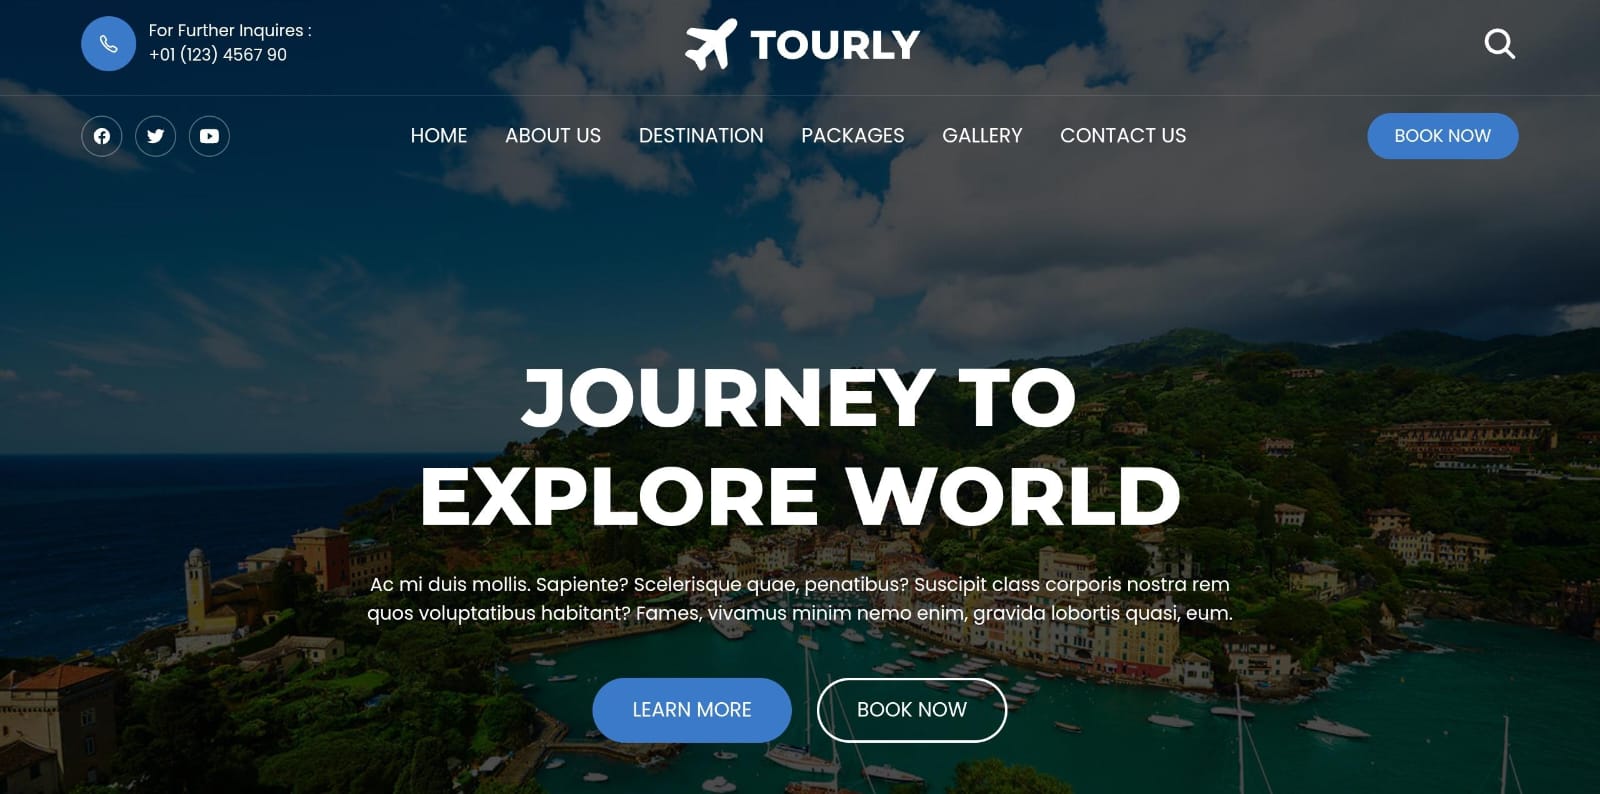 For Further Inquires :
+01 (123) 4567 90
TOURLY
HOME ABOUT US DESTINATION PACKAGES GALLERY CONTACT US
BOOK NOW
JOURNEY TO
EXPLORE WORLD
Ac mi duis mollis. Sapiente? Scelerisque quae, penatibus? Suscipit class corporis nostra rem
quos voluptatibus habitant? Fames, vivamus minim nemo enim, gravida lobortis quasi, eum.
LEARN MORE
BOOK NOW